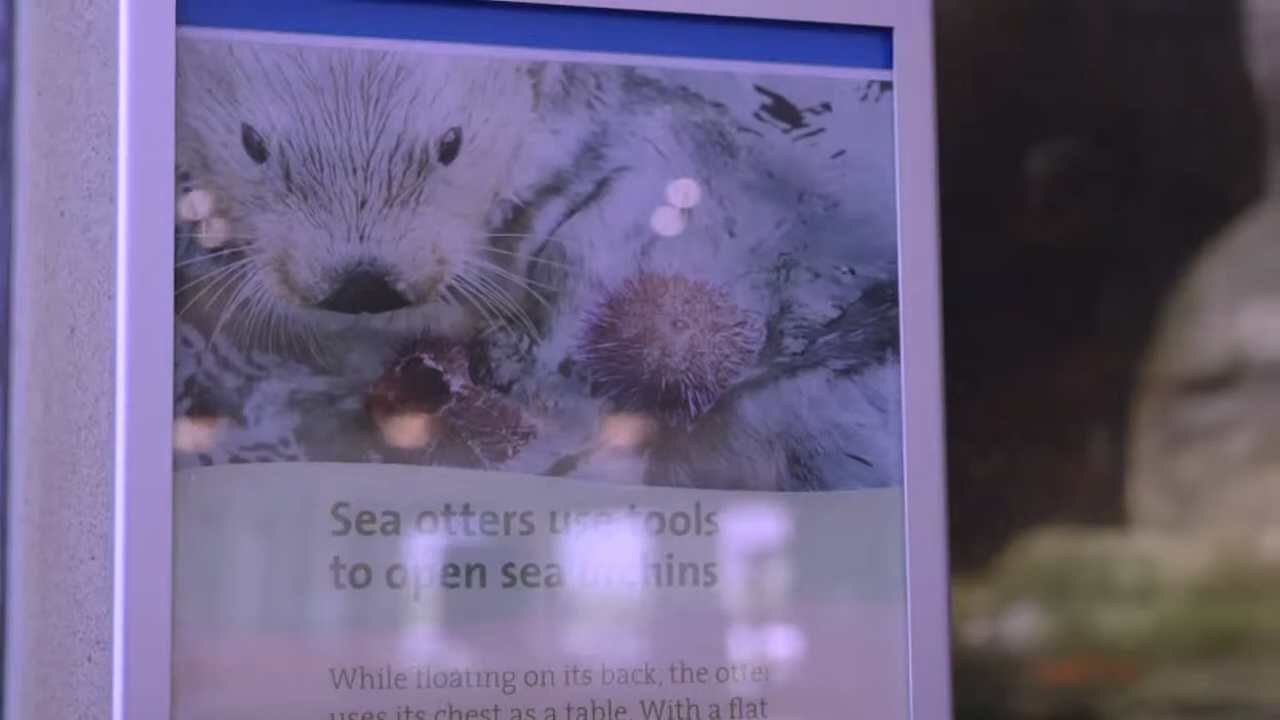 Sea otters use tools
to open sea urchins
While floating on its back, the otter
uses its chest as a table. With a flat